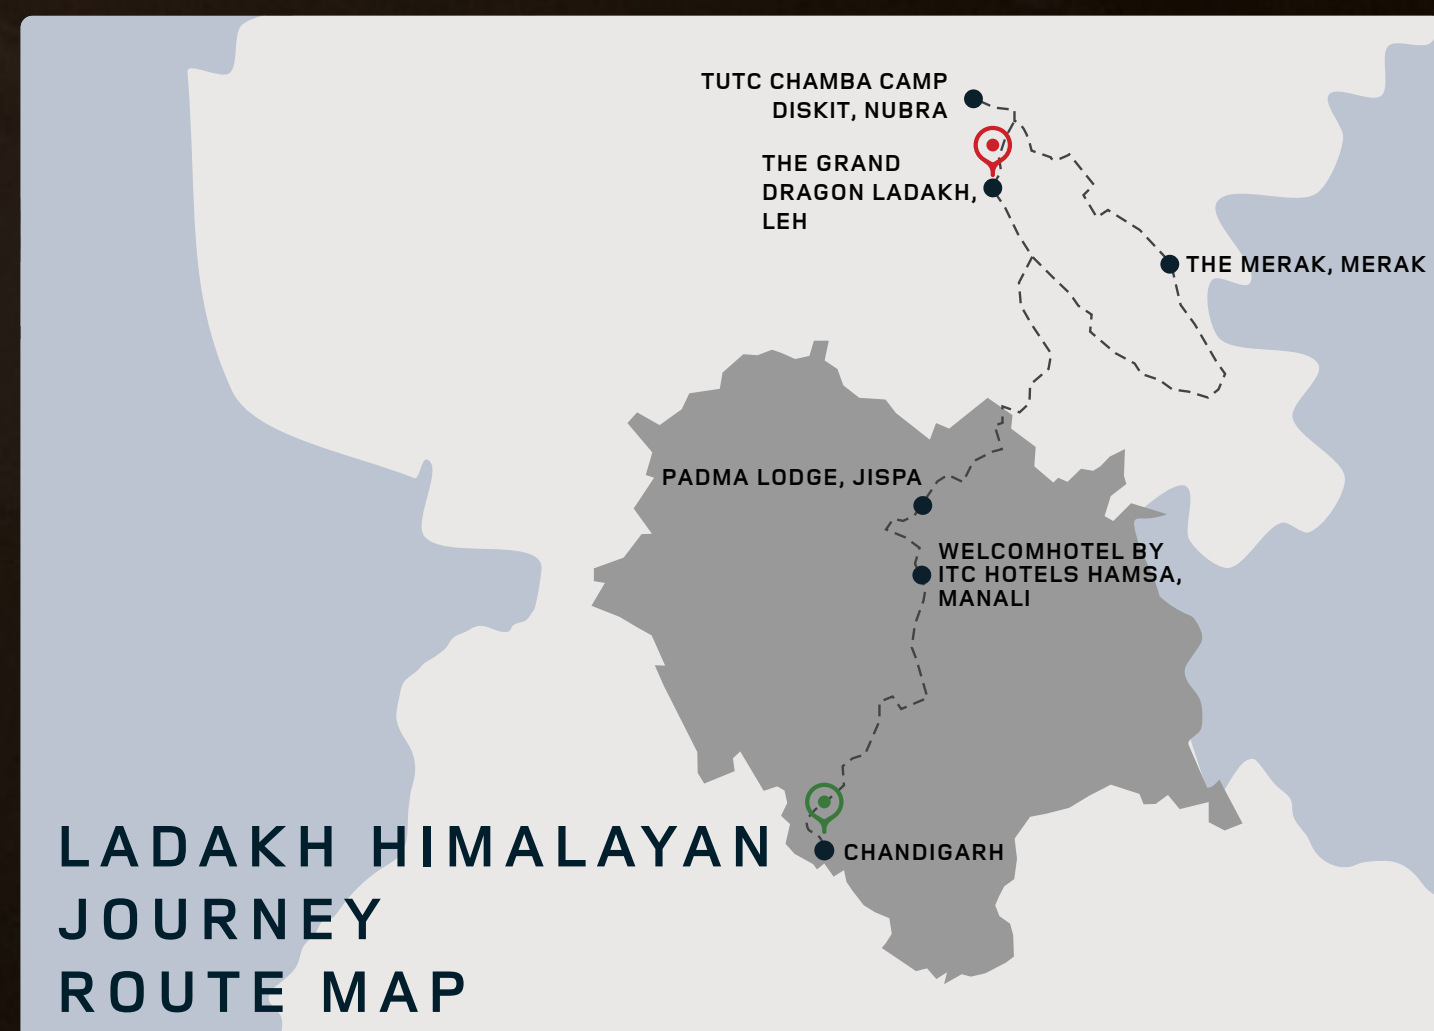 TUTC CHAMBA CAMP
DISKIT, NUBRA
THE GRAND
DRAGON LADAKH,
LEH
THE MERAK, MERAK
PADMA LODGE, JISPA
WELCOMHOTEL BY
ITC HOTELS HAMSA,
MANALI
CHANDIGARH
LADAKH HIMALAYAN
JOURNEY
ROUTE MAP